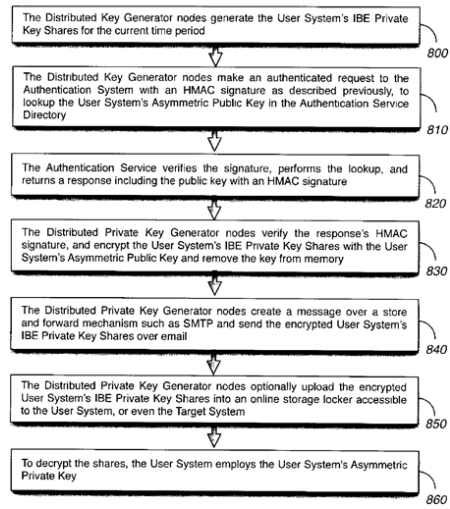 The Distributed Key Generator nodes generate the User System's IBE Private
Key Shares for the current time period
800
The Distributed Key Generator nodes make an authenticated request to the
Authentication System with an HMAC signature as described previously, to
lookup the User System's Asymmetric Public Key in the Authentication Service
Directory
810
The Authentication Service verifies the signature, performs the lookup, and
returns a response including the public key with an HMAC signature
820
The Distributed Private Key Generator nodes verify the response's HMAC
signature, and encrypt the User System's IBE Private Key Shares with the User
System's Asymmetric Public Key and remove the key from memory
830
The Distributed Private Key Generator nodes create a message over a store
and forward mechanism such as SMTP and send the encrypted User System's
IBE Private Key Shares over email
840
The Distributed Private Key Generator nodes optionally upload the encrypted
User System's IBE Private Key Shares into an online storage locker accessible
to the User System, or even the Target System
850
To decrypt the shares, the User System employs the User System's Asymmetric
Private Key
860